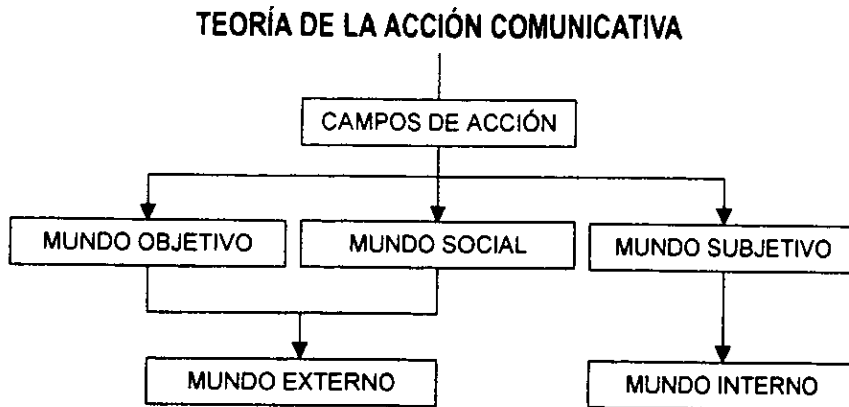 TEORÍA DE LA ACCIÓN COMUNICATIVA
CAMPOS DE ACCIÓN
MUNDO OBJETIVO
MUNDO SOCIAL
MUNDO SUBJETIVO
MUNDO EXTERNO
MUNDO INTERNO